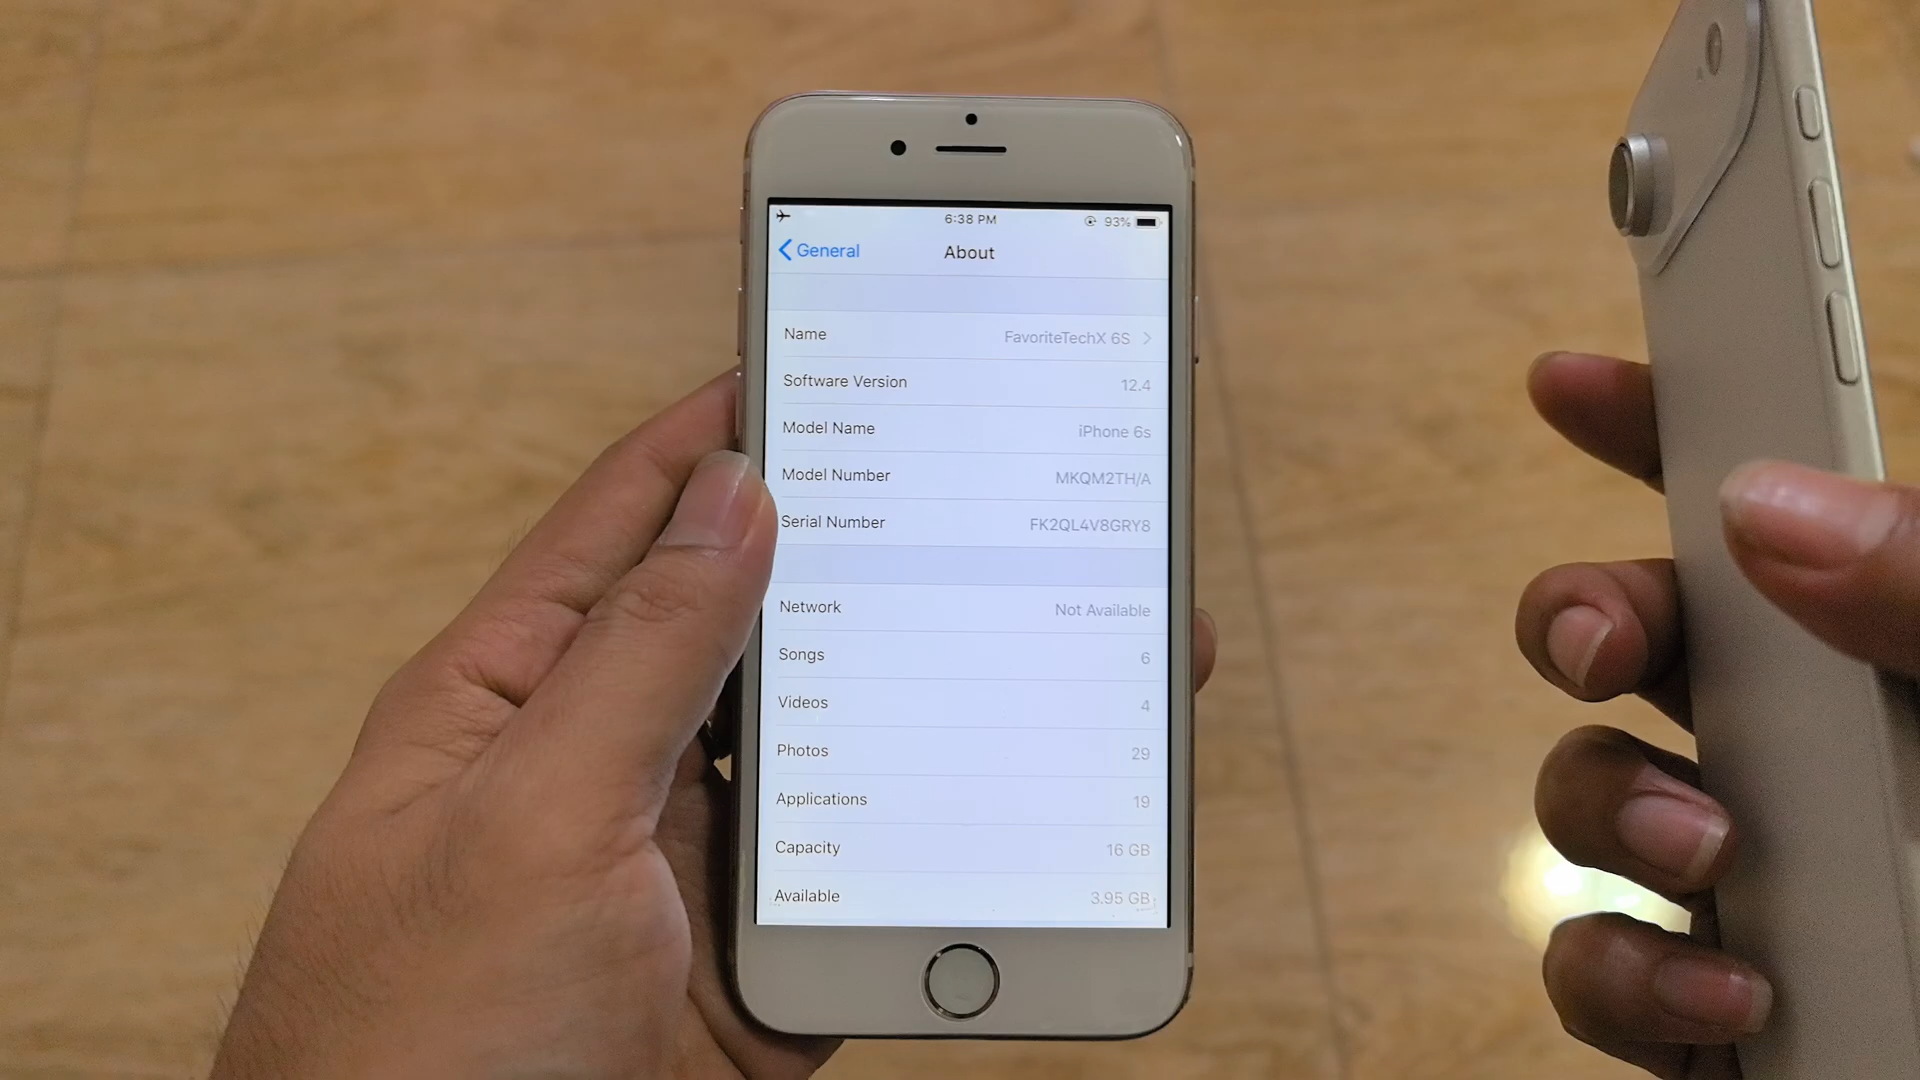 6:38 PM 93%
General About
Name FavoriteTechX 6S
Software Version 12.4
Model Name iPhone 6s
Model Number MKQM2TH/A
Serial Number FK2QL4V8GRY8
Network Not Available
Songs 6
Videos 4
Photos 29
Applications 19
Capacity 16 GB
Available 3.95 GB